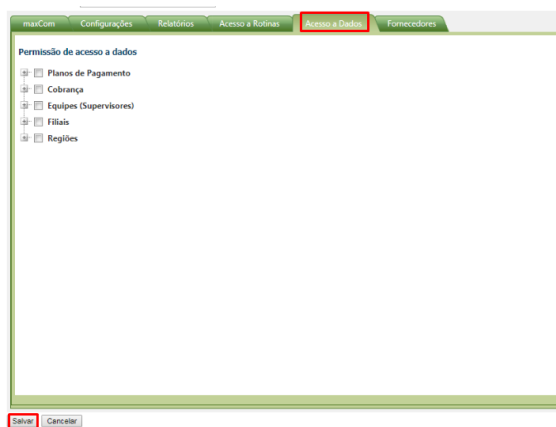 maxCom Configurações Relatórios Acesso a Rotinas Acesso a Dados Fornecedores
Permissão de acesso a dados
Planos de Pagamento
Cobrança
Equipes (Supervisores)
Filiais
Regiões
Salvar Cancelar